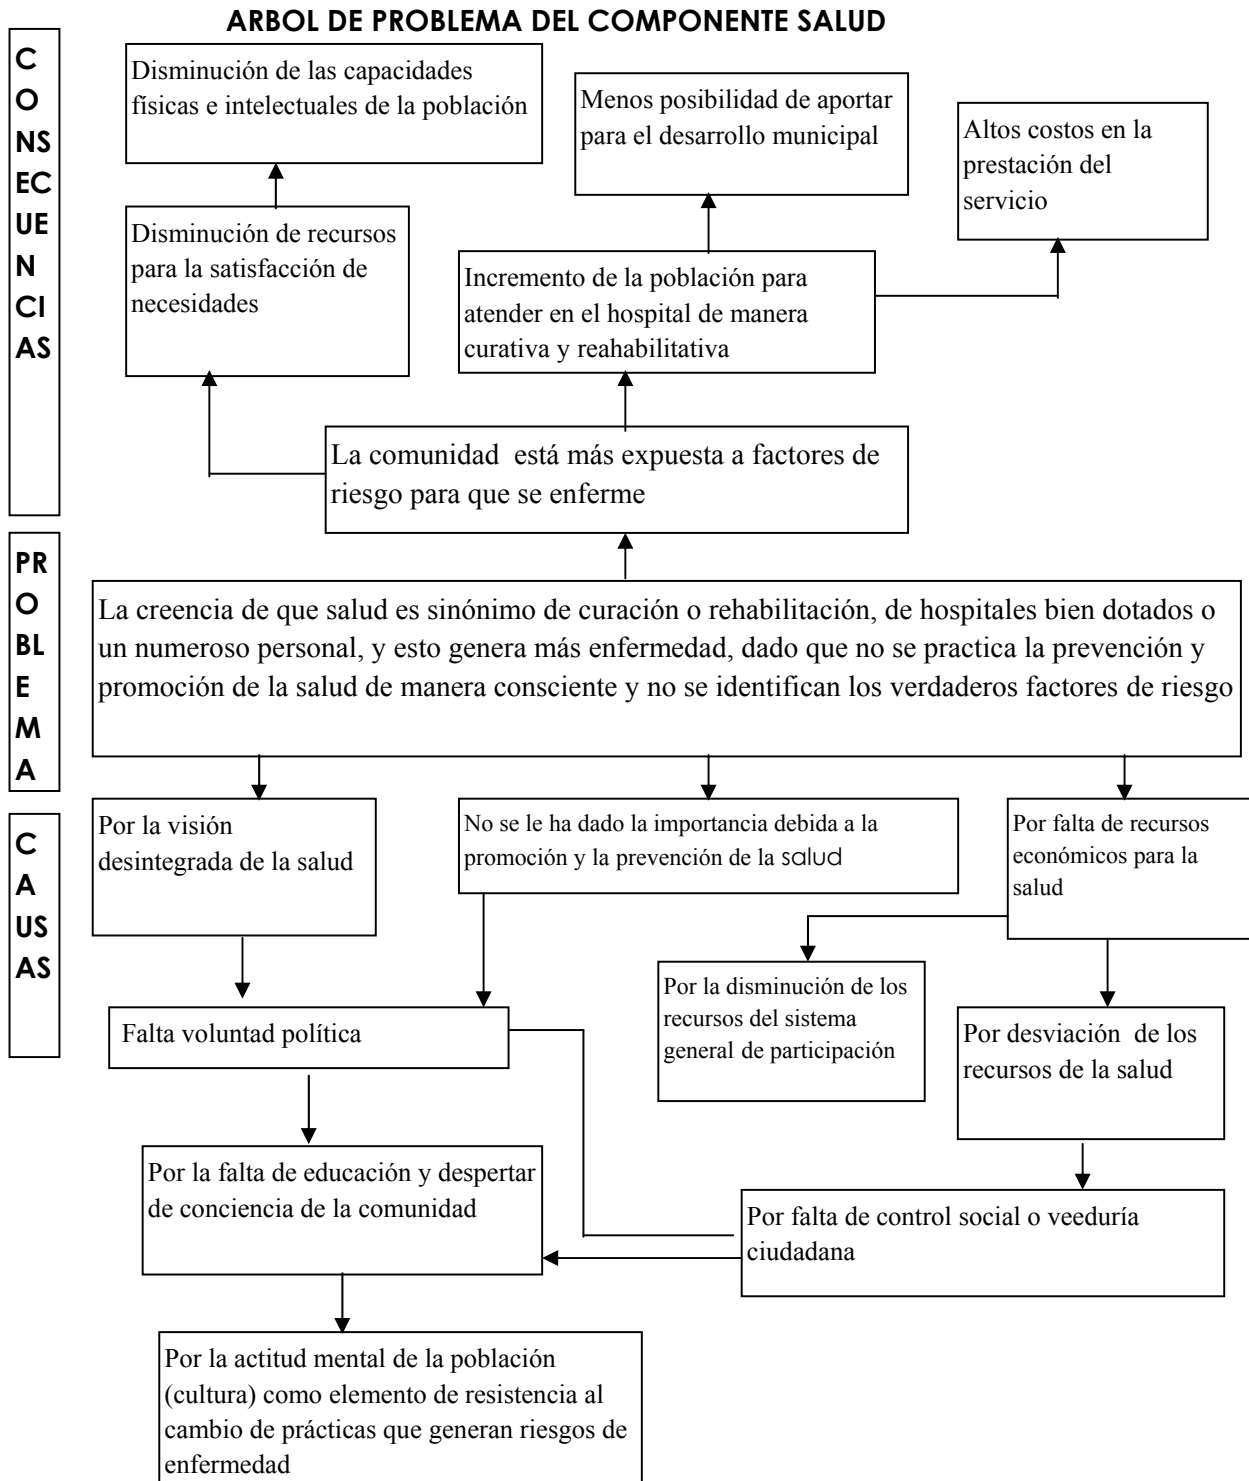 ARBOL DE PROBLEMA DEL COMPONENTE SALUD
C
O
NS
EC
UE
N
CI
AS
Disminución de las capacidades
físicas e intelectuales de la población
Menos posibilidad de aportar
para el desarrollo municipal
Altos costos en la
prestación del
servicio
Disminución de recursos
para la satisfacción de
necesidades
Incremento de la población para
atender en el hospital de manera
curativa y reahabilitativa
La comunidad está más expuesta a factores de
riesgo para que se enferme
PR
O
BL
E
M
A
La creencia de que salud es sinónimo de curación o rehabilitación, de hospitales bien dotados o
un numeroso personal, y esto genera más enfermedad, dado que no se practica la prevención y
promoción de la salud de manera consciente y no se identifican los verdaderos factores de riesgo
C
A
US
AS
Por la visión
desintegrada de la salud
No se le ha dado la importancia debida a la
promoción y la prevención de la salud
Por falta de recursos
económicos para la
salud
Por la disminución de los
recursos del sistema
general de participación
Falta voluntad política
Por desviación de los
recursos de la salud
Por la falta de educación y despertar
de conciencia de la comunidad
Por falta de control social o veeduría
ciudadana
Por la actitud mental de la población
(cultura) como elemento de resistencia al
cambio de prácticas que generan riesgos de
enfermedad